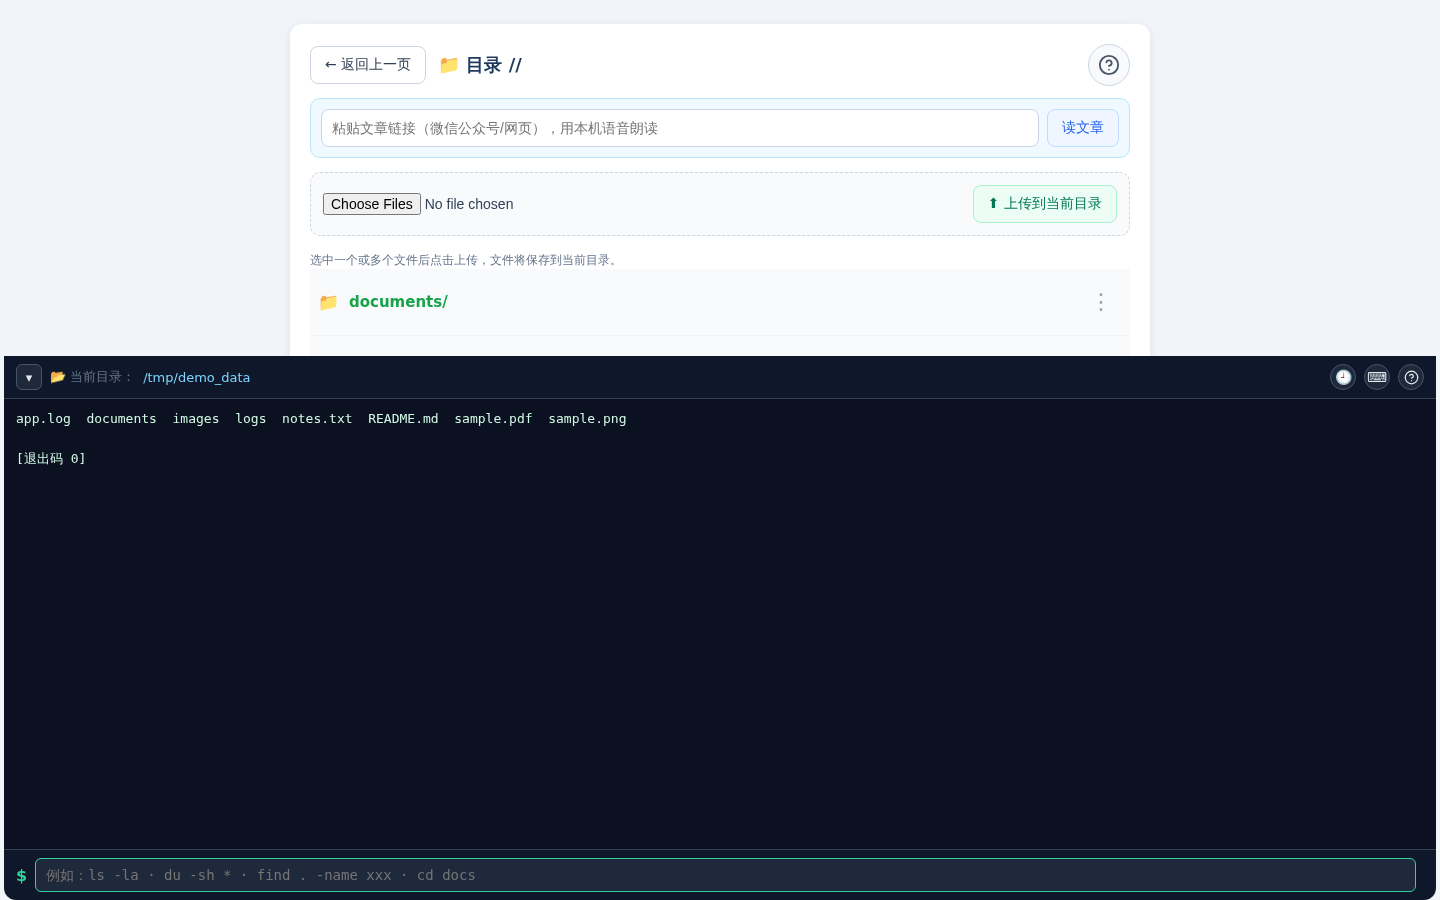 ← 返回上一页
📁 目录 //
粘贴文章链接（微信公众号/网页），用本机语音朗读
读文章
Choose Files No file chosen
⬆ 上传到当前目录
选中一个或多个文件后点击上传，文件将保存到当前目录。
📁 documents/
⋮
▾ 📂 当前目录： /tmp/demo_data
app.log  documents  images  logs  notes.txt  README.md  sample.pdf  sample.png
[退出码 0]
$ 例如：ls -la · du -sh * · find . -name xxx · cd docs